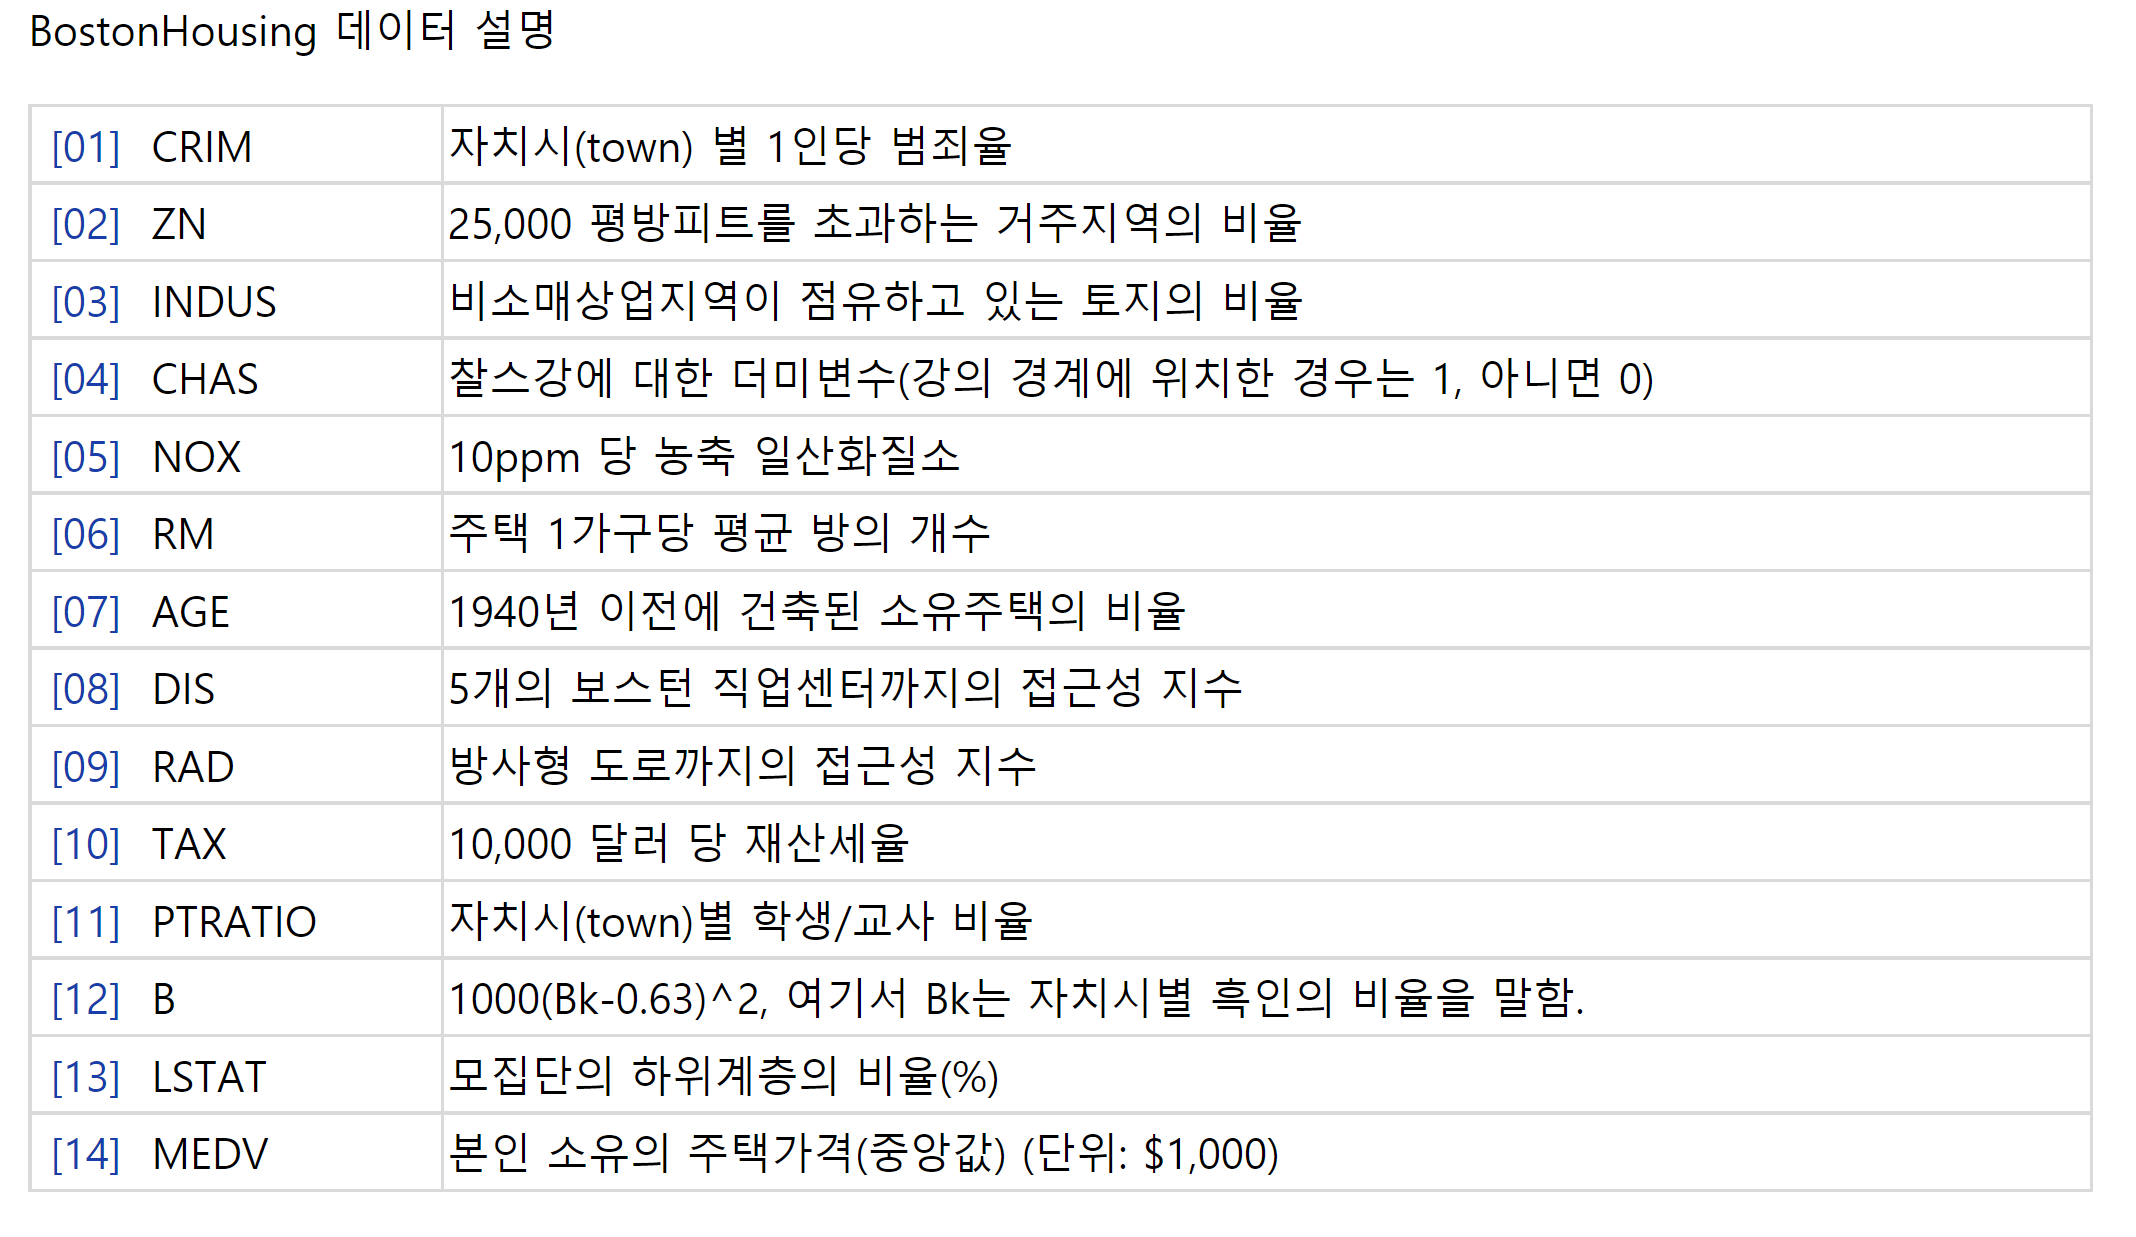 BostonHousing 데이터 설명
[01] CRIM 자치시(town) 별 1인당 범죄율
[02] ZN 25,000 평방피트를 초과하는 거주지역의 비율
[03] INDUS 비소매상업지역이 점유하고 있는 토지의 비율
[04] CHAS 찰스강에 대한 더미변수(강의 경계에 위치한 경우는 1, 아니면 0)
[05] NOX 10ppm 당 농축 일산화질소
[06] RM 주택 1가구당 평균 방의 개수
[07] AGE 1940년 이전에 건축된 소유주택의 비율
[08] DIS 5개의 보스턴 직업센터까지의 접근성 지수
[09] RAD 방사형 도로까지의 접근성 지수
[10] TAX 10,000 달러 당 재산세율
[11] PTRATIO 자치시(town)별 학생/교사 비율
[12] B 1000(Bk-0.63)^2, 여기서 Bk는 자치시별 흑인의 비율을 말함.
[13] LSTAT 모집단의 하위계층의 비율(%)
[14] MEDV 본인 소유의 주택가격(중앙값) (단위: $1,000)